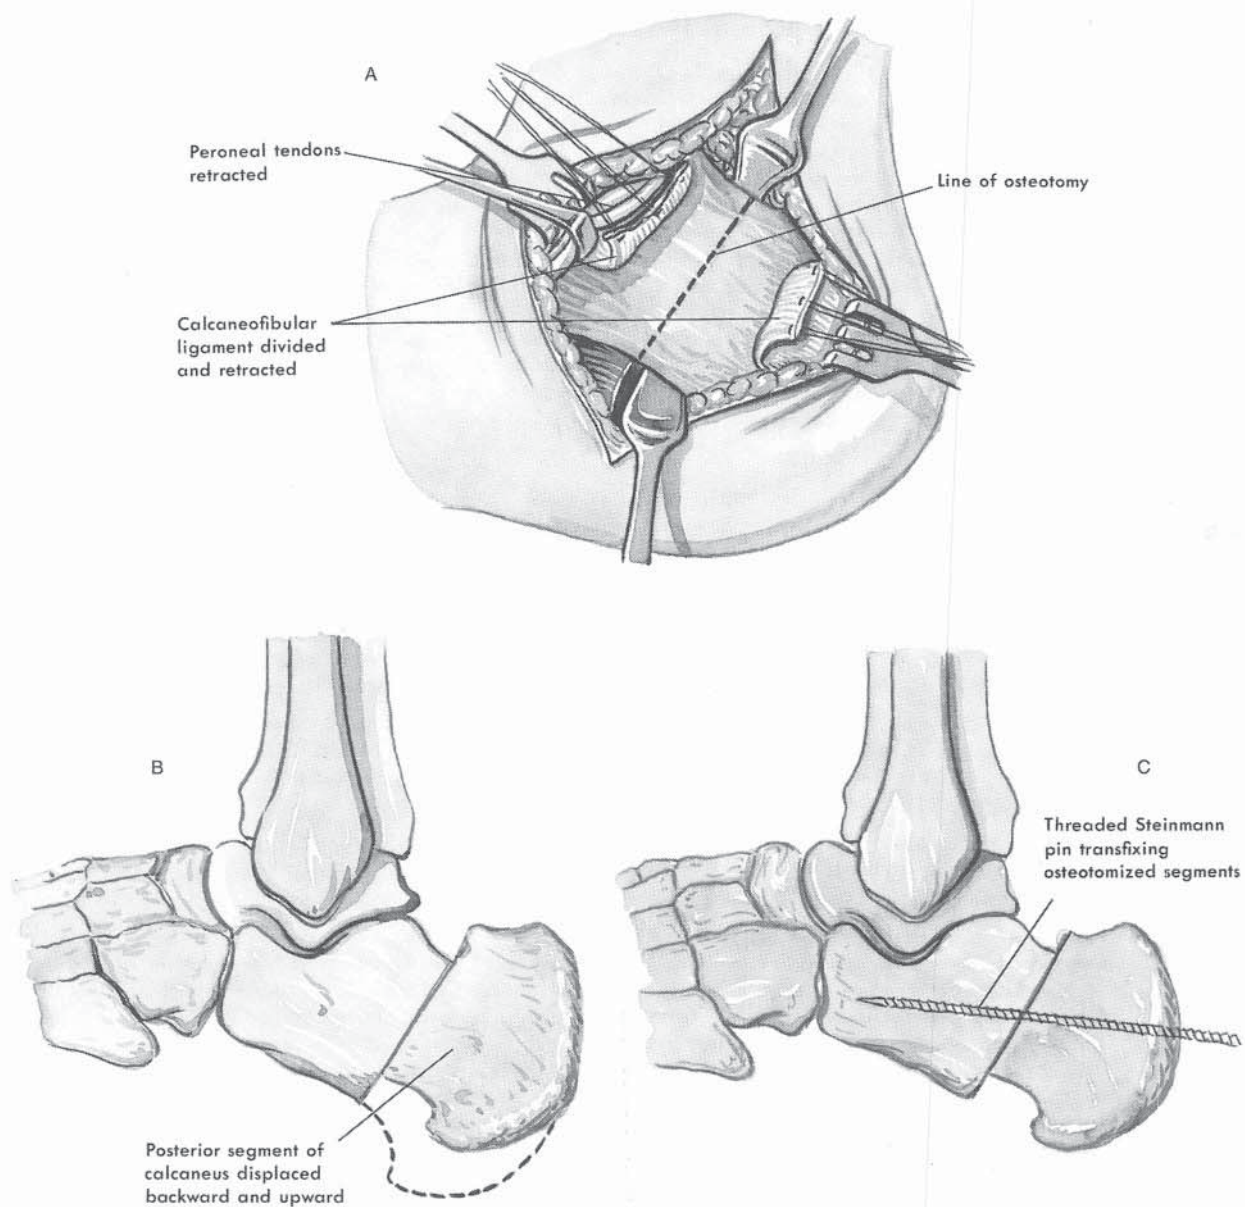 A
Peroneal tendons
retracted
Line of osteotomy
Calcaneofibular
ligament divided
and retracted
B
C
Threaded Steinmann
pin transfixing
osteotomized segments
Posterior segment of
calcaneus displaced
backward and upward